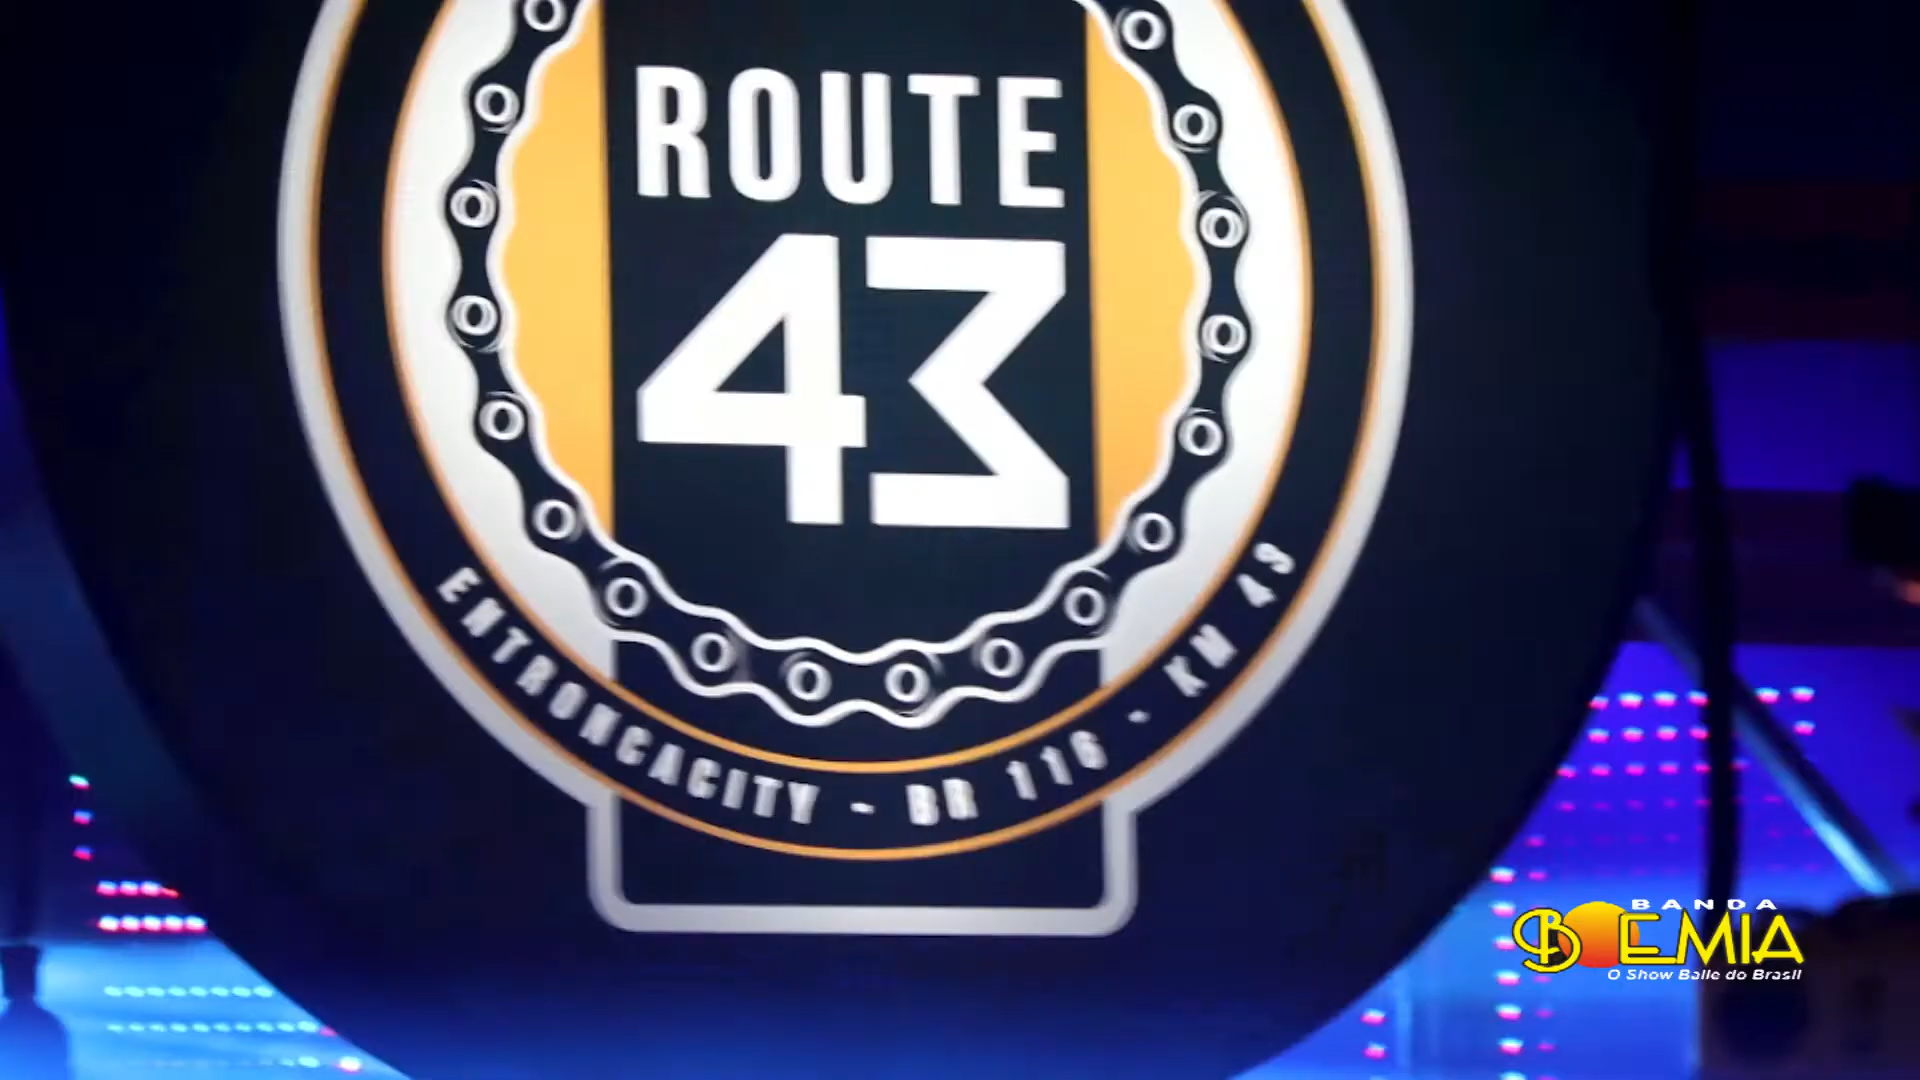 ROUTE
43
ENTRONCACITY - BR 116 - KM 43
BANDA
BOEMIA
O Show Baile do Brasil